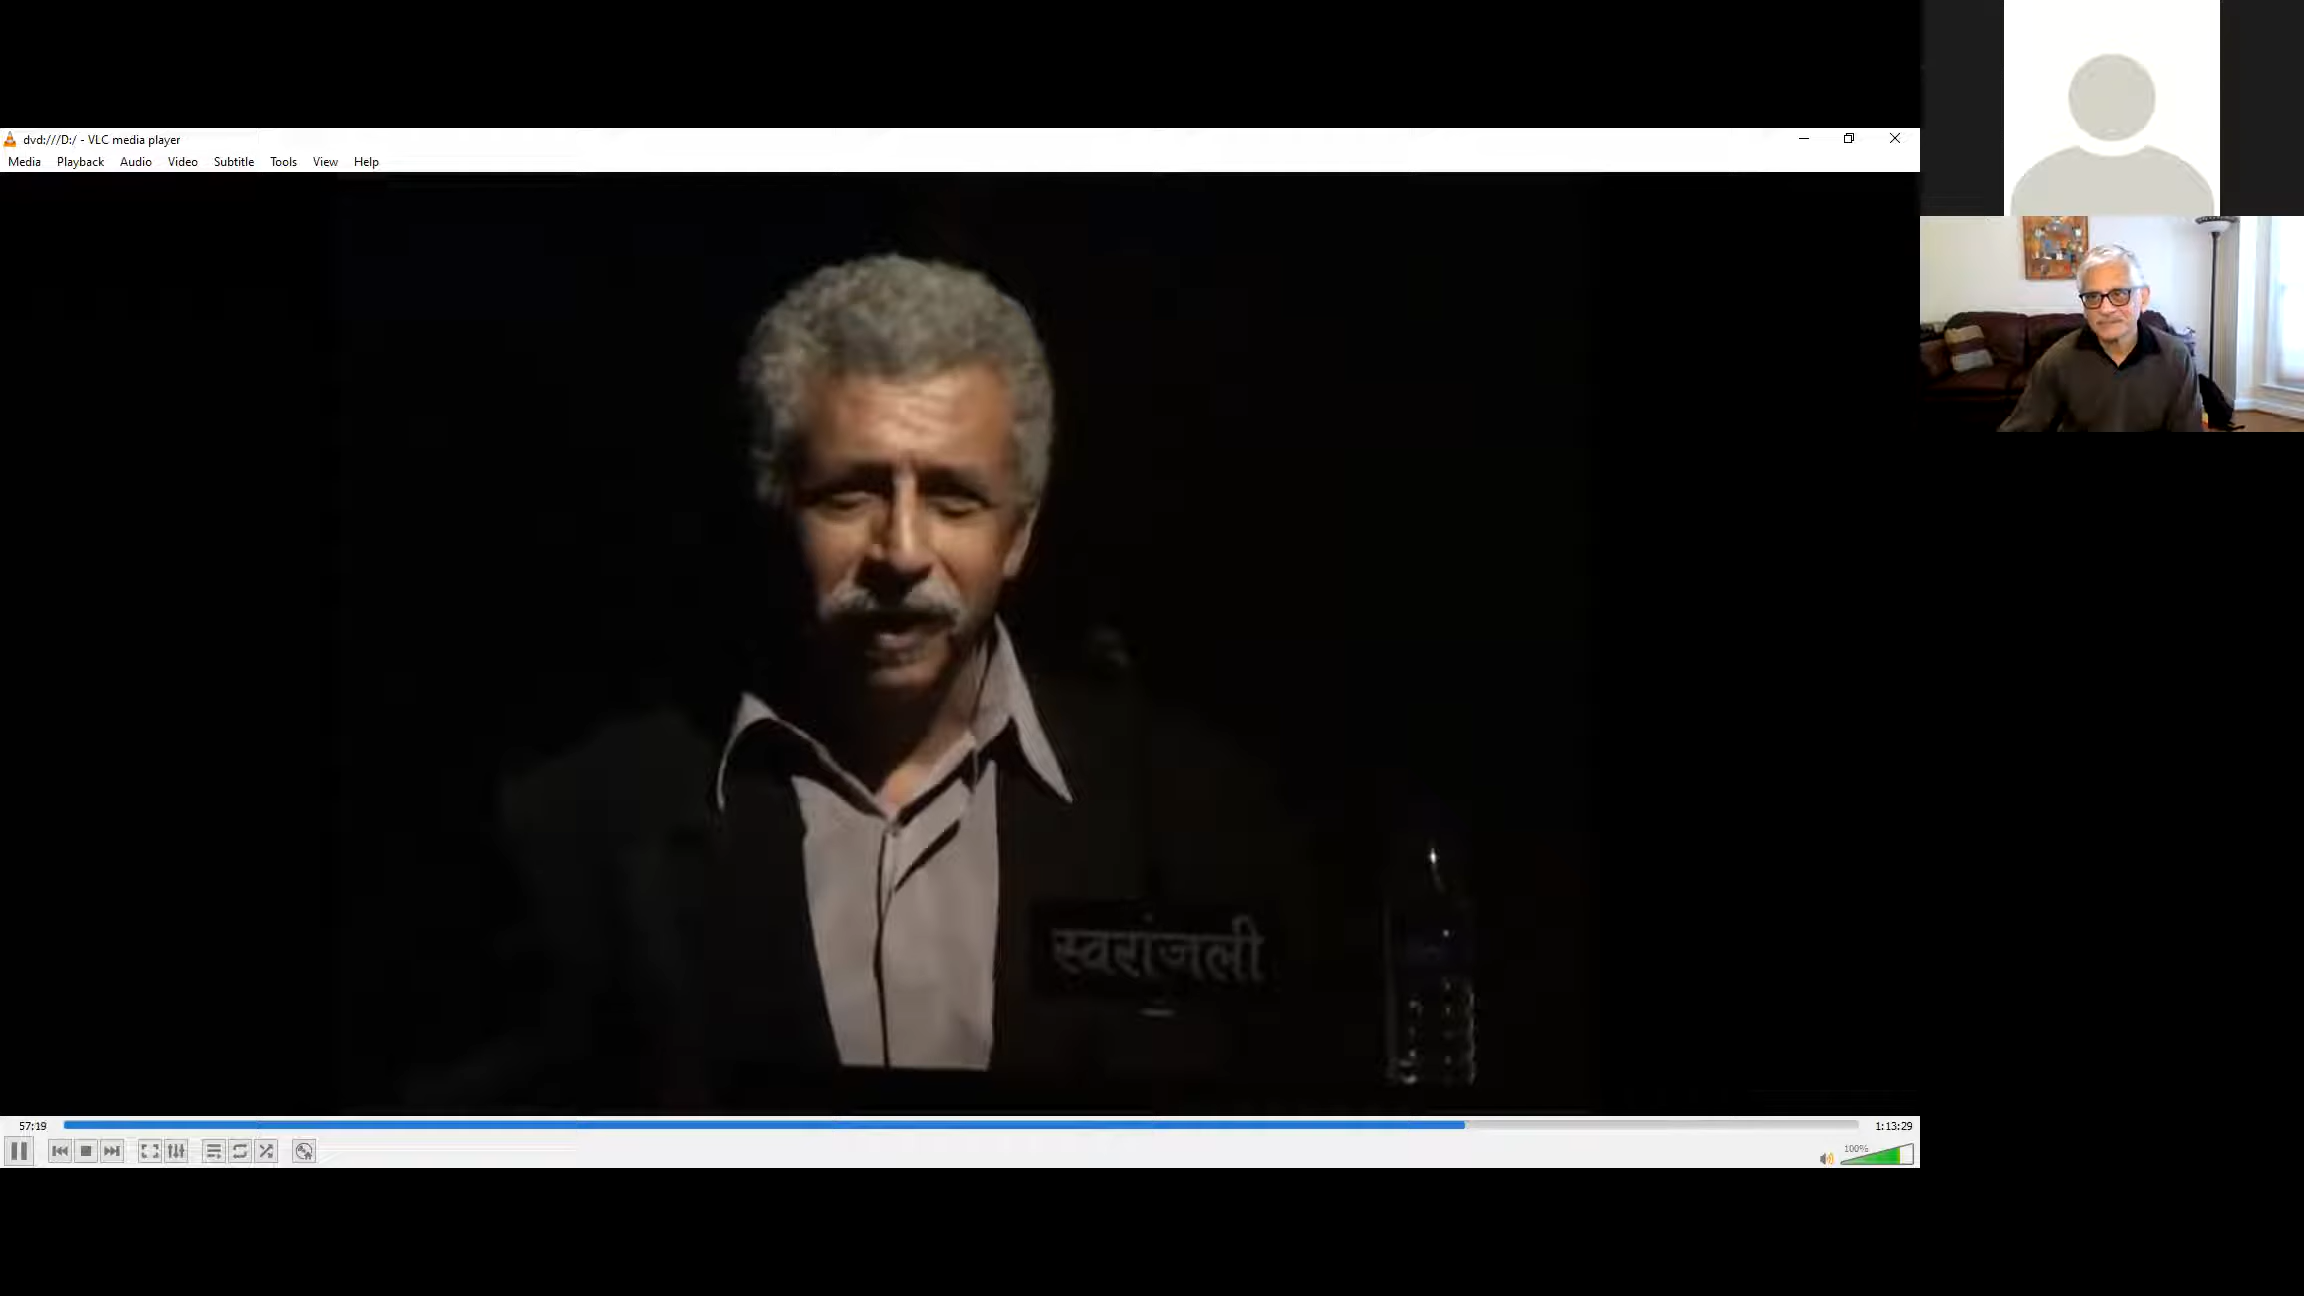 dvd:///D:/ - VLC media player
Media Playback Audio Video Subtitle Tools View Help
स्वरांजली
57:19
1:13:29
100%